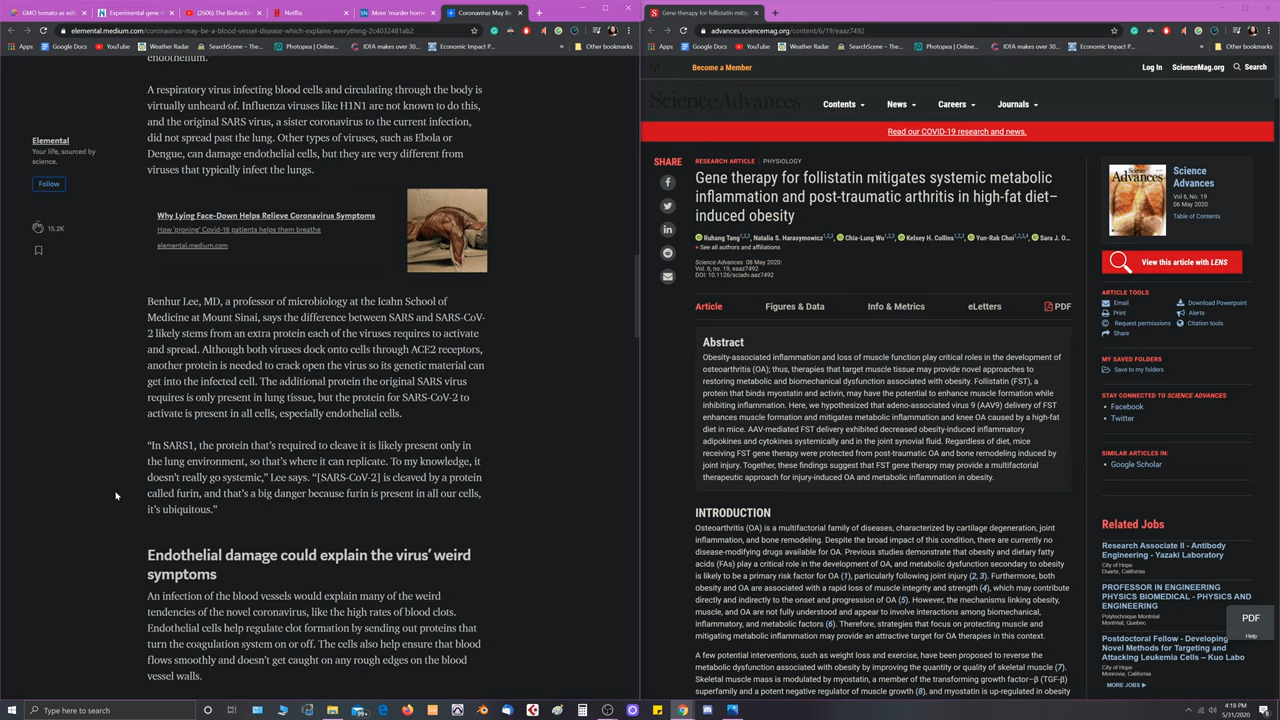 GMO tomato as edib
Experimental gene th
(2606) The Biohackin
Netflix
More 'murder horne
Coronavirus May Be
elemental.medium.com/coronavirus-may-be-a-blood-vessel-disease-which-explains-everything-2c4032481ab2
Apps
Google Docs
YouTube
Weather Radar
SearchScene – The...
Photopea | Online...
IDFA makes over 30...
Economic Impact P...
Other bookmarks
endothelium.
A respiratory virus infecting blood cells and circulating through the body is
virtually unheard of. Influenza viruses like H1N1 are not known to do this,
and the original SARS virus, a sister coronavirus to the current infection,
did not spread past the lung. Other types of viruses, such as Ebola or
Dengue, can damage endothelial cells, but they are very different from
viruses that typically infect the lungs.
Elemental
Your life, sourced by
science.
Follow
15.2K
Why Lying Face-Down Helps Relieve Coronavirus Symptoms
How 'proning' Covid-19 patients helps them breathe
elemental.medium.com
Benhur Lee, MD, a professor of microbiology at the Icahn School of
Medicine at Mount Sinai, says the difference between SARS and SARS-CoV-
2 likely stems from an extra protein each of the viruses requires to activate
and spread. Although both viruses dock onto cells through ACE2 receptors,
another protein is needed to crack open the virus so its genetic material can
get into the infected cell. The additional protein the original SARS virus
requires is only present in lung tissue, but the protein for SARS-CoV-2 to
activate is present in all cells, especially endothelial cells.
“In SARS1, the protein that's required to cleave it is likely present only in
the lung environment, so that's where it can replicate. To my knowledge, it
doesn't really go systemic,” Lee says. “[SARS-CoV-2] is cleaved by a protein
called furin, and that's a big danger because furin is present in all our cells,
it's ubiquitous.”
Endothelial damage could explain the virus' weird
symptoms
An infection of the blood vessels would explain many of the weird
tendencies of the novel coronavirus, like the high rates of blood clots.
Endothelial cells help regulate clot formation by sending out proteins that
turn the coagulation system on or off. The cells also help ensure that blood
flows smoothly and doesn't get caught on any rough edges on the blood
vessel walls.
Gene therapy for follistatin mitig
advances.sciencemag.org/content/6/19/eaaz7492
Apps
Google Docs
YouTube
Weather Radar
SearchScene – The...
Photopea | Online...
IDFA makes over 30...
Economic Impact P...
Other bookmarks
Become a Member
Log In
ScienceMag.org
Search
ScienceAdvances
Contents
News
Careers
Journals
Read our COVID-19 research and news.
SHARE
RESEARCH ARTICLE | PHYSIOLOGY
Gene therapy for follistatin mitigates systemic metabolic
inflammation and post-traumatic arthritis in high-fat diet–
induced obesity
Ruhang Tang1,2,3, Natalia S. Harasymowicz1,2,3, Chia-Lung Wu1,2,3, Kelsey H. Collins1,2,3, Yun-Rak Choi1,2,3,4, Sara J. O...
+ See all authors and affiliations
Science Advances 08 May 2020:
Vol. 6, no. 19, eaaz7492
DOI: 10.1126/sciadv.aaz7492
Article
Figures & Data
Info & Metrics
eLetters
PDF
Abstract
Obesity-associated inflammation and loss of muscle function play critical roles in the development of
osteoarthritis (OA); thus, therapies that target muscle tissue may provide novel approaches to
restoring metabolic and biomechanical dysfunction associated with obesity. Follistatin (FST), a
protein that binds myostatin and activin, may have the potential to enhance muscle formation while
inhibiting inflammation. Here, we hypothesized that adeno-associated virus 9 (AAV9) delivery of FST
enhances muscle formation and mitigates metabolic inflammation and knee OA caused by a high-
fat diet in mice. AAV-mediated FST delivery exhibited decreased obesity-induced inflammatory
adipokines and cytokines systemically and in the joint synovial fluid. Regardless of diet, mice
receiving FST gene therapy were protected from post-traumatic OA and bone remodeling induced by
joint injury. Together, these findings suggest that FST gene therapy may provide a multifactorial
therapeutic approach for injury-induced OA and metabolic inflammation in obesity.
INTRODUCTION
Osteoarthritis (OA) is a multifactorial family of diseases, characterized by cartilage degeneration, joint
inflammation, and bone remodeling. Despite the broad impact of this condition, there are currently no
disease-modifying drugs available for OA. Previous studies demonstrate that obesity and dietary fatty
acids (FAs) play a critical role in the development of OA, and metabolic dysfunction secondary to obesity
is likely to be a primary risk factor for OA (1), particularly following joint injury (2, 3). Furthermore, both
obesity and OA are associated with a rapid loss of muscle integrity and strength (4), which may contribute
directly and indirectly to the onset and progression of OA (5). However, the mechanisms linking obesity,
muscle, and OA are not fully understood and appear to involve interactions among biomechanical,
inflammatory, and metabolic factors (6). Therefore, strategies that focus on protecting muscle and
mitigating metabolic inflammation may provide an attractive target for OA therapies in this context.
A few potential interventions, such as weight loss and exercise, have been proposed to reverse the
metabolic dysfunction associated with obesity by improving the quantity or quality of skeletal muscle (7).
Skeletal muscle mass is modulated by myostatin, a member of the transforming growth factor–β (TGF-β)
superfamily and a potent negative regulator of muscle growth (8), and myostatin is up-regulated in obesity
Science
Advances
Vol 6, No. 19
06 May 2020
Table of Contents
View this article with LENS
ARTICLE TOOLS
Email
Download Powerpoint
Print
Alerts
Request permissions
Citation tools
Share
MY SAVED FOLDERS
Save to my folders
STAY CONNECTED TO SCIENCE ADVANCES
Facebook
Twitter
SIMILAR ARTICLES IN:
Google Scholar
Related Jobs
Research Associate II - Antibody
Engineering - Yazaki Laboratory
City of Hope
Duarte, California
PROFESSOR IN ENGINEERING
PHYSICS BIOMEDICAL - PHYSICS AND
ENGINEERING
Polytechnique Montréal
Montréal, Quebec
Postdoctoral Fellow - Developing
Novel Methods for Targeting and
Attacking Leukemia Cells – Kuo Lab
City of Hope
Monrovia, California
MORE JOBS ►
PDF
Help
Type here to search
99+
4:18 PM
5/31/2020